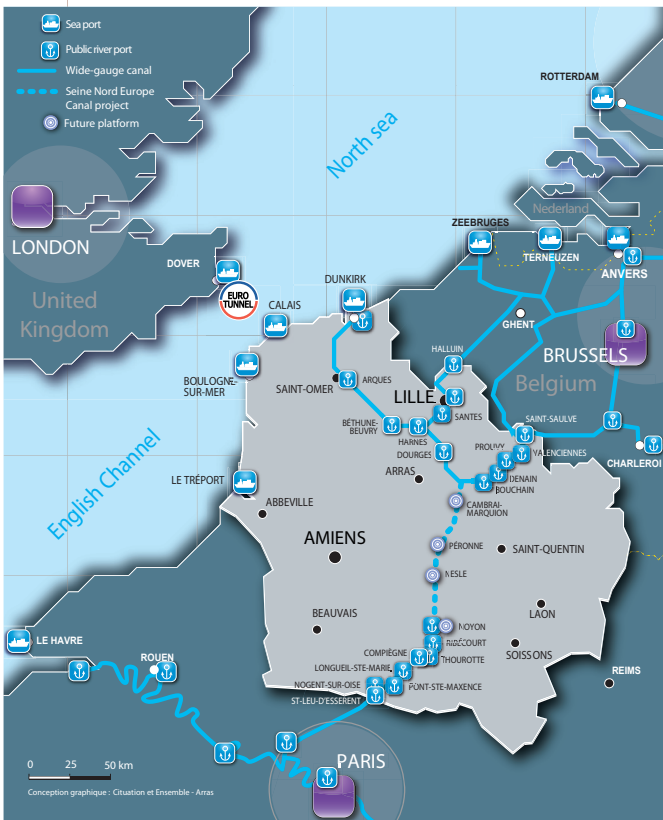 Sea port
Public river port
Wide-gauge canal
Seine Nord Europe
Canal project
Future platform
ROTTERDAM
North sea
Nederland
ZEEBRUGES
LONDON
TERNEUZEN
DOVER
ANVERS
DUNKIRK
EURO
TUNNEL
United
Kingdom
CALAIS
GHENT
BRUSSELS
HALLUIN
BOULOGNE-
SUR-MER
SAINT-OMER
ARQUES
Belgium
LILLE
SANTES
SAINT-SAULVE
BÉTHUNE-
BEUVRY
HARNES
DOURGES
PROUVY
VALENCIENNES
CHARLEROI
English Channel
LE TRÉPORT
ARRAS
DENAIN
BOUCHAIN
ABBEVILLE
CAMBRAI-
MARQUION
AMIENS
PÉRONNE
SAINT-QUENTIN
NESLE
BEAUVAIS
LAON
NOYON
LE HAVRE
RIBÉCOURT
ROUEN
COMPIÈGNE
THOUROTTE
SOISSONS
LONGUEIL-STE-MARIE
REIMS
NOGENT-SUR-OISE
PONT-STE-MAXENCE
ST-LEU-D'ESSERENT
PARIS
0 25 50 km
Conception graphique : Cituation et Ensemble - Arras